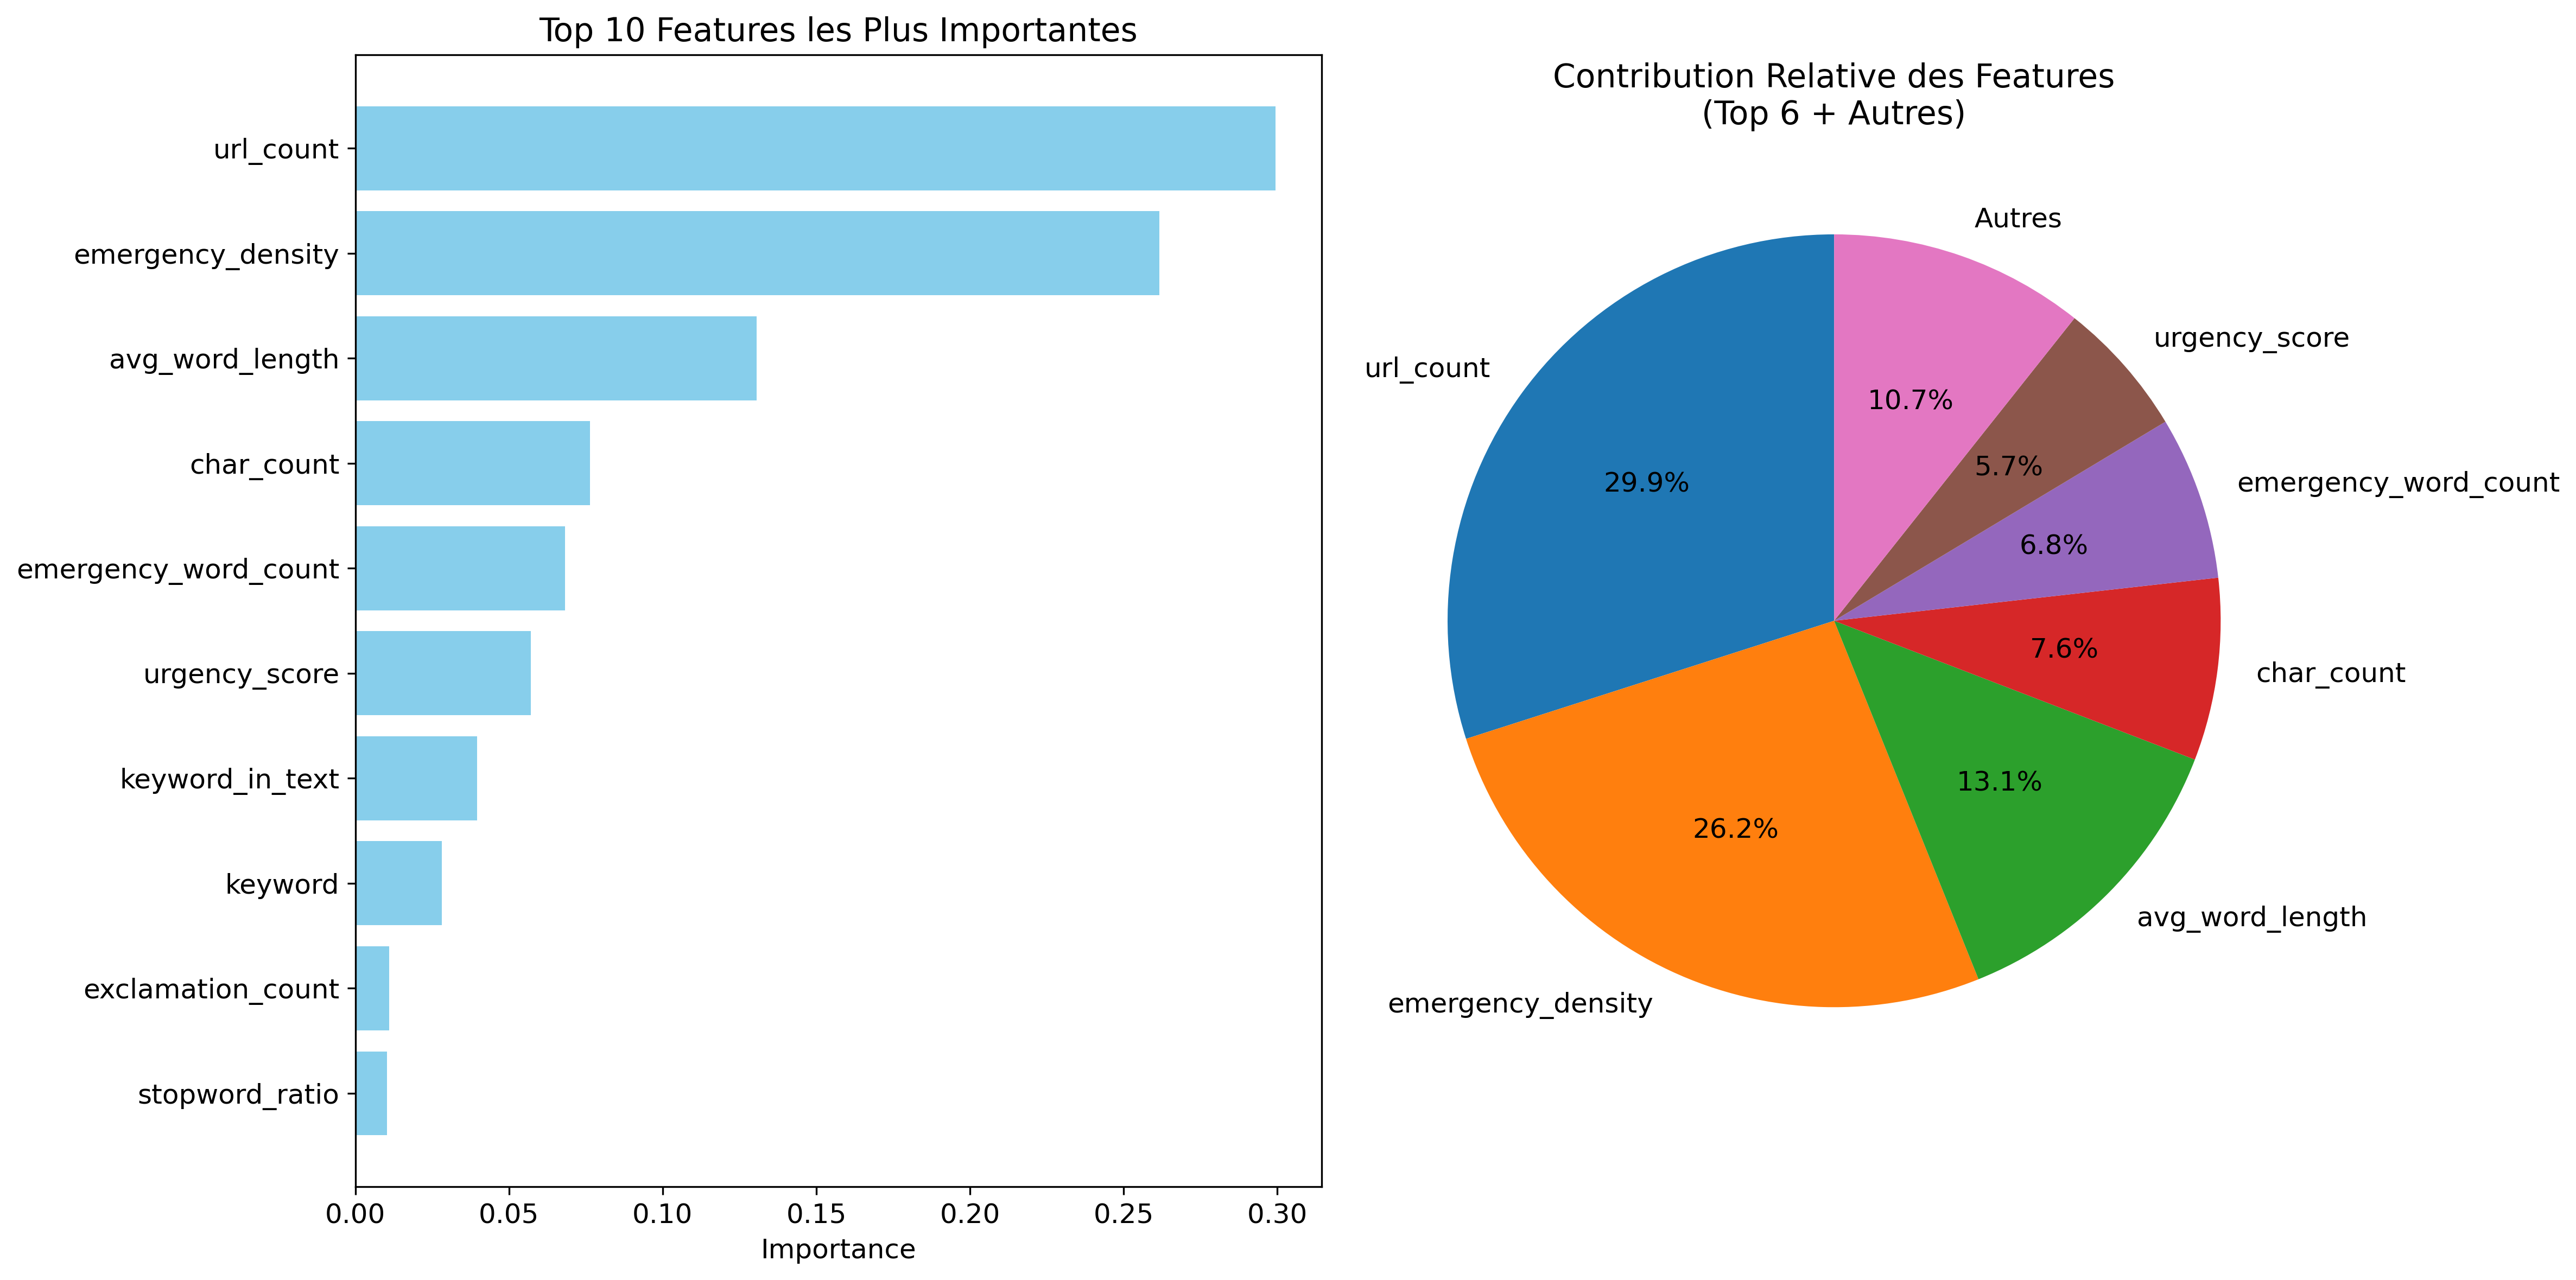 Top 10 Features les Plus Importantes
url_count
emergency_density
avg_word_length
char_count
emergency_word_count
urgency_score
keyword_in_text
keyword
exclamation_count
stopword_ratio
0.00 0.05 0.10 0.15 0.20 0.25 0.30
Importance
Contribution Relative des Features
(Top 6 + Autres)
Autres
urgency_score
url_count
10.7%
5.7%
29.9%
emergency_word_count
6.8%
7.6%
char_count
13.1%
26.2%
avg_word_length
emergency_density